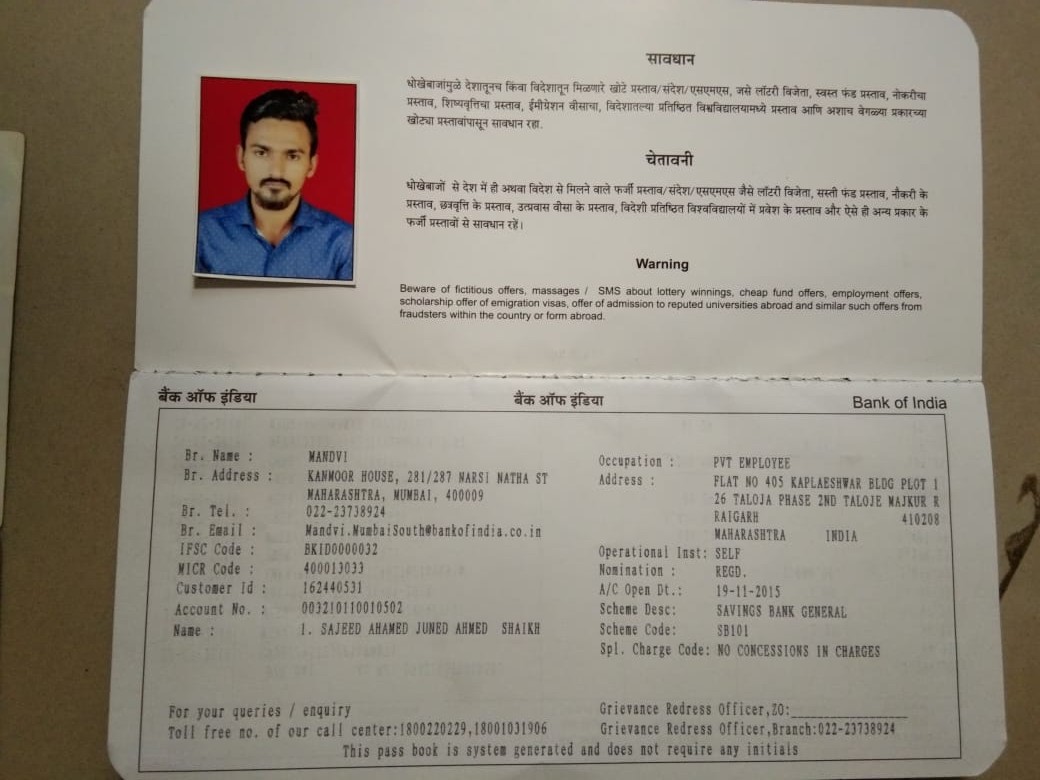 सावधान
धोखेबाजांमुळे देशातूनच किंवा विदेशातून मिळणारे खोटे प्रस्ताव/संदेश/एसएमएस, जसे लॉटरी विजेता, स्वस्त फंड प्रस्ताव, नोकरीचा
प्रस्ताव, शिष्यवृत्तिचा प्रस्ताव, ईमीग्रेशन वीसाचा, विदेशातल्या प्रतिष्ठित विश्वविद्यालयामध्ये प्रस्ताव आणि अशाच वेगळ्या प्रकारच्या
खोट्या प्रस्तावांपासून सावधान रहा.
चेतावनी
धोखेबाजों से देश में ही अथवा विदेश से मिलने वाले फर्जी प्रस्ताव/संदेश/एसएमएस जैसे लॉटरी विजेता, सस्ती फंड प्रस्ताव, नौकरी के
प्रस्ताव, छत्रवृत्ति के प्रस्ताव, उत्प्रवास वीसा के प्रस्ताव, विदेशी प्रतिष्ठित विश्वविद्यालयों में प्रवेश के प्रस्ताव और ऐसे ही अन्य प्रकार के
फर्जी प्रस्तावों से सावधान रहें।
Warning
Beware of fictitious offers, massages / SMS about lottery winnings, cheap fund offers, employment offers,
scholarship offer of emigration visas, offer of admission to reputed universities abroad and similar such offers from
fraudsters within the country or form abroad.
बैंक ऑफ इंडिया बैंक ऑफ इंडिया Bank of India
Br. Name : MANDVI
Br. Address : KANMOOR HOUSE, 281/287 NARSI NATHA ST
MAHARASHTRA, MUMBAI, 400009
Br. Tel. : 022-23738924
Br. Email : Mandvi.MumbaiSouth@bankofindia.co.in
IFSC Code : BKID0000032
MICR Code : 400013033
Customer Id : 162440531
Account No. : 003210110010502
Name : 1. SAJEED AHAMED JUNED AHMED SHAIKH
Occupation : PVT EMPLOYEE
Address : FLAT NO 405 KAPLAESHWAR BLDG PLOT 1
26 TALOJA PHASE 2ND TALOJE MAJKUR R
RAIGARH 410208
MAHARASHTRA INDIA
Operational Inst: SELF
Nomination : REGD.
A/C Open Dt.: 19-11-2015
Scheme Desc: SAVINGS BANK GENERAL
Scheme Code: SB101
Spl. Charge Code: NO CONCESSIONS IN CHARGES
For your queries / enquiry
Toll free no. of our call center:1800220229,18001031906
Grievance Redress Officer,ZO:____________________
Grievance Redress Officer,Branch:022-23738924
This pass book is system generated and does not require any initials